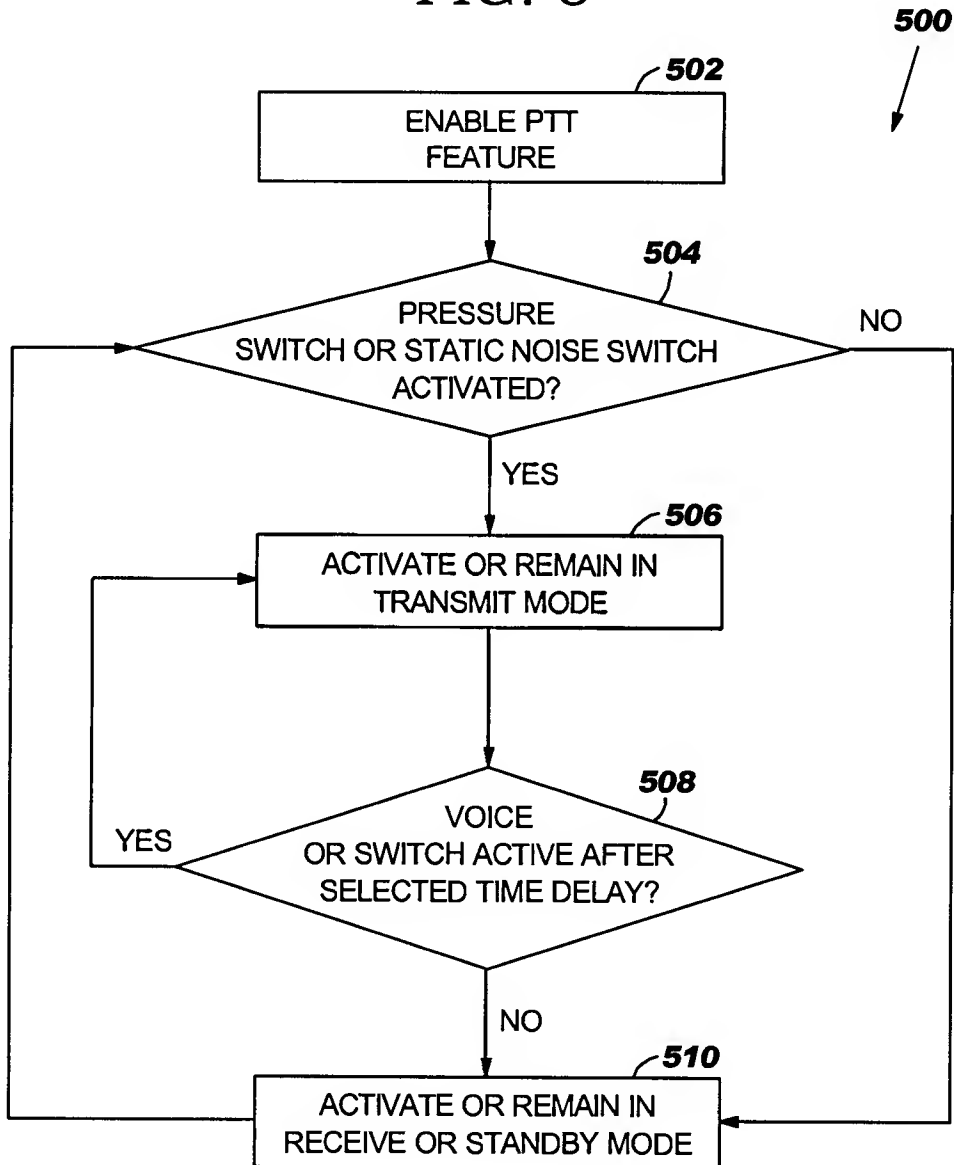 500
502
ENABLE PTT
FEATURE
504
PRESSURE
SWITCH OR STATIC NOISE SWITCH
ACTIVATED?
NO
YES
506
ACTIVATE OR REMAIN IN
TRANSMIT MODE
508
VOICE
OR SWITCH ACTIVE AFTER
SELECTED TIME DELAY?
YES
NO
510
ACTIVATE OR REMAIN IN
RECEIVE OR STANDBY MODE